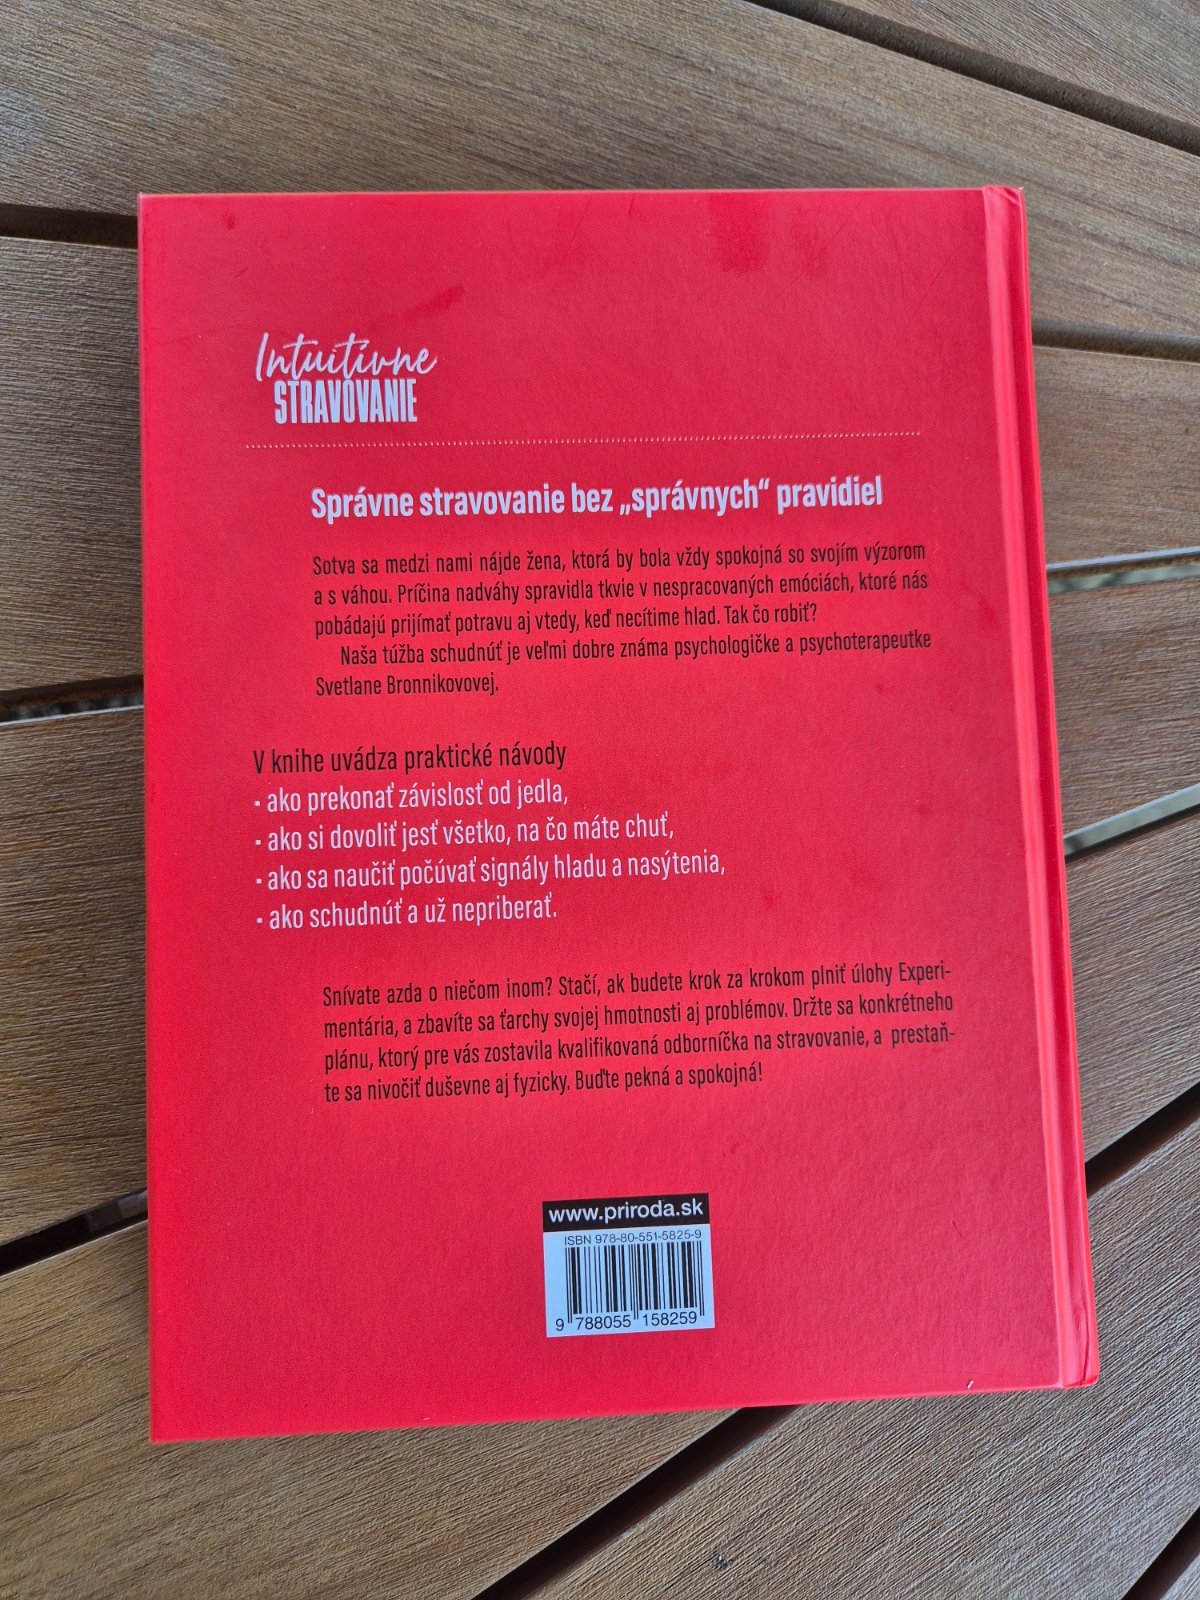 Intuitívne
STRAVOVANIE
Správne stravovanie bez „správnych“ pravidiel
Sotva sa medzi nami nájde žena, ktorá by bola vždy spokojná so svojím výzorom
a s váhou. Príčina nadváhy spravidla tkvie v nespracovaných emóciách, ktoré nás
pobádajú prijímať potravu aj vtedy, keď necítime hlad. Tak čo robiť?
Naša túžba schudnúť je veľmi dobre známa psychologičke a psychoterapeutke
Svetlane Bronnikovovej.
V knihe uvádza praktické návody
• ako prekonať závislosť od jedla,
• ako si dovoliť jesť všetko, na čo máte chuť,
• ako sa naučiť počúvať signály hladu a nasýtenia,
• ako schudnúť a už nepriberať.
Snívate azda o niečom inom? Stačí, ak budete krok za krokom plniť úlohy Experi-
mentária, a zbavíte sa ťarchy svojej hmotnosti aj problémov. Držte sa konkrétneho
plánu, ktorý pre vás zostavila kvalifikovaná odborníčka na stravovanie, a prestaň-
te sa nivočiť duševne aj fyzicky. Buďte pekná a spokojná!
www.priroda.sk
ISBN 978-80-551-5825-9
9 788055 158259